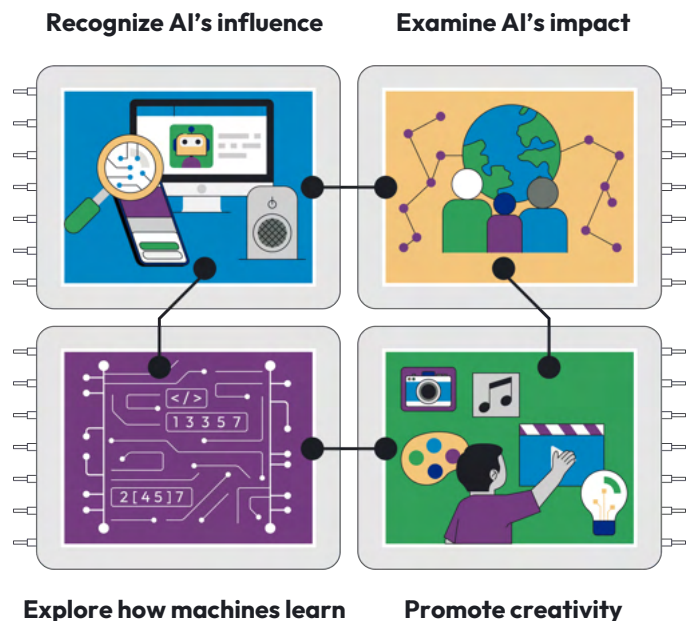 Recognize AI’s influence
Examine AI’s impact
</>
13357
2[45]7
Explore how machines learn
Promote creativity